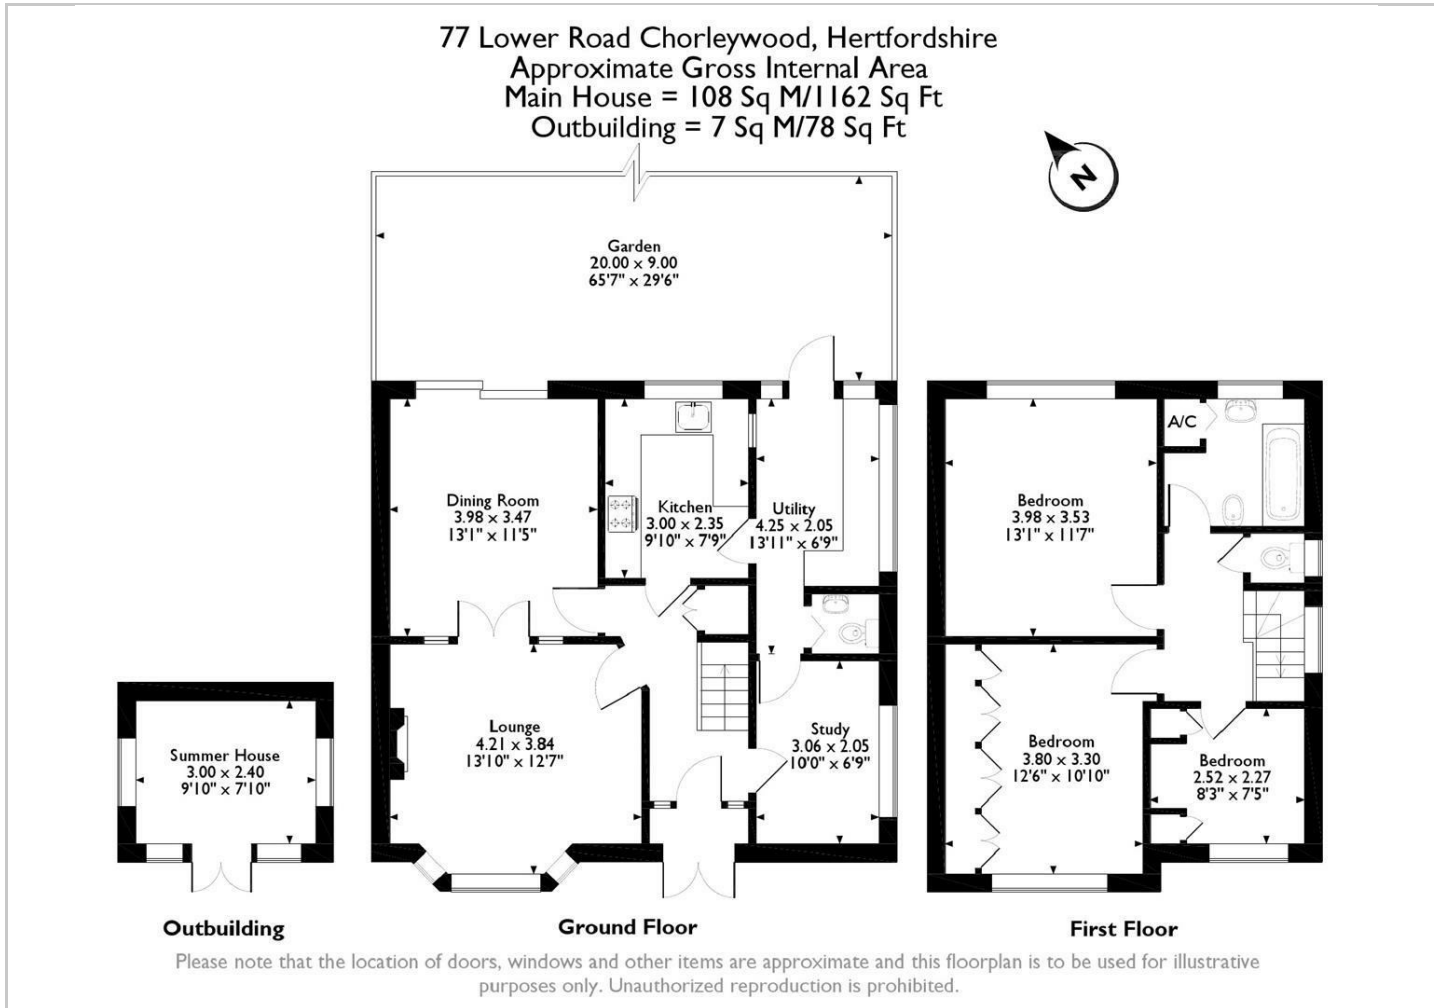 77 Lower Road Chorleywood, Hertfordshire
Approximate Gross Internal Area
Main House = 108 Sq M/1162 Sq Ft
Outbuilding = 7 Sq M/78 Sq Ft
N
Garden
20.00 x 9.00
65'7" x 29'6"
Dining Room
3.98 x 3.47
13'1" x 11'5"
Kitchen
3.00 x 2.35
9'10" x 7'9"
Utility
4.25 x 2.05
13'11" x 6'9"
Lounge
4.21 x 3.84
13'10" x 12'7"
Study
3.06 x 2.05
10'0" x 6'9"
Summer House
3.00 x 2.40
9'10" x 7'10"
A/C
Bedroom
3.98 x 3.53
13'1" x 11'7"
Bedroom
3.80 x 3.30
12'6" x 10'10"
Bedroom
2.52 x 2.27
8'3" x 7'5"
Outbuilding
Ground Floor
First Floor
Please note that the location of doors, windows and other items are approximate and this floorplan is to be used for illustrative
purposes only. Unauthorized reproduction is prohibited.